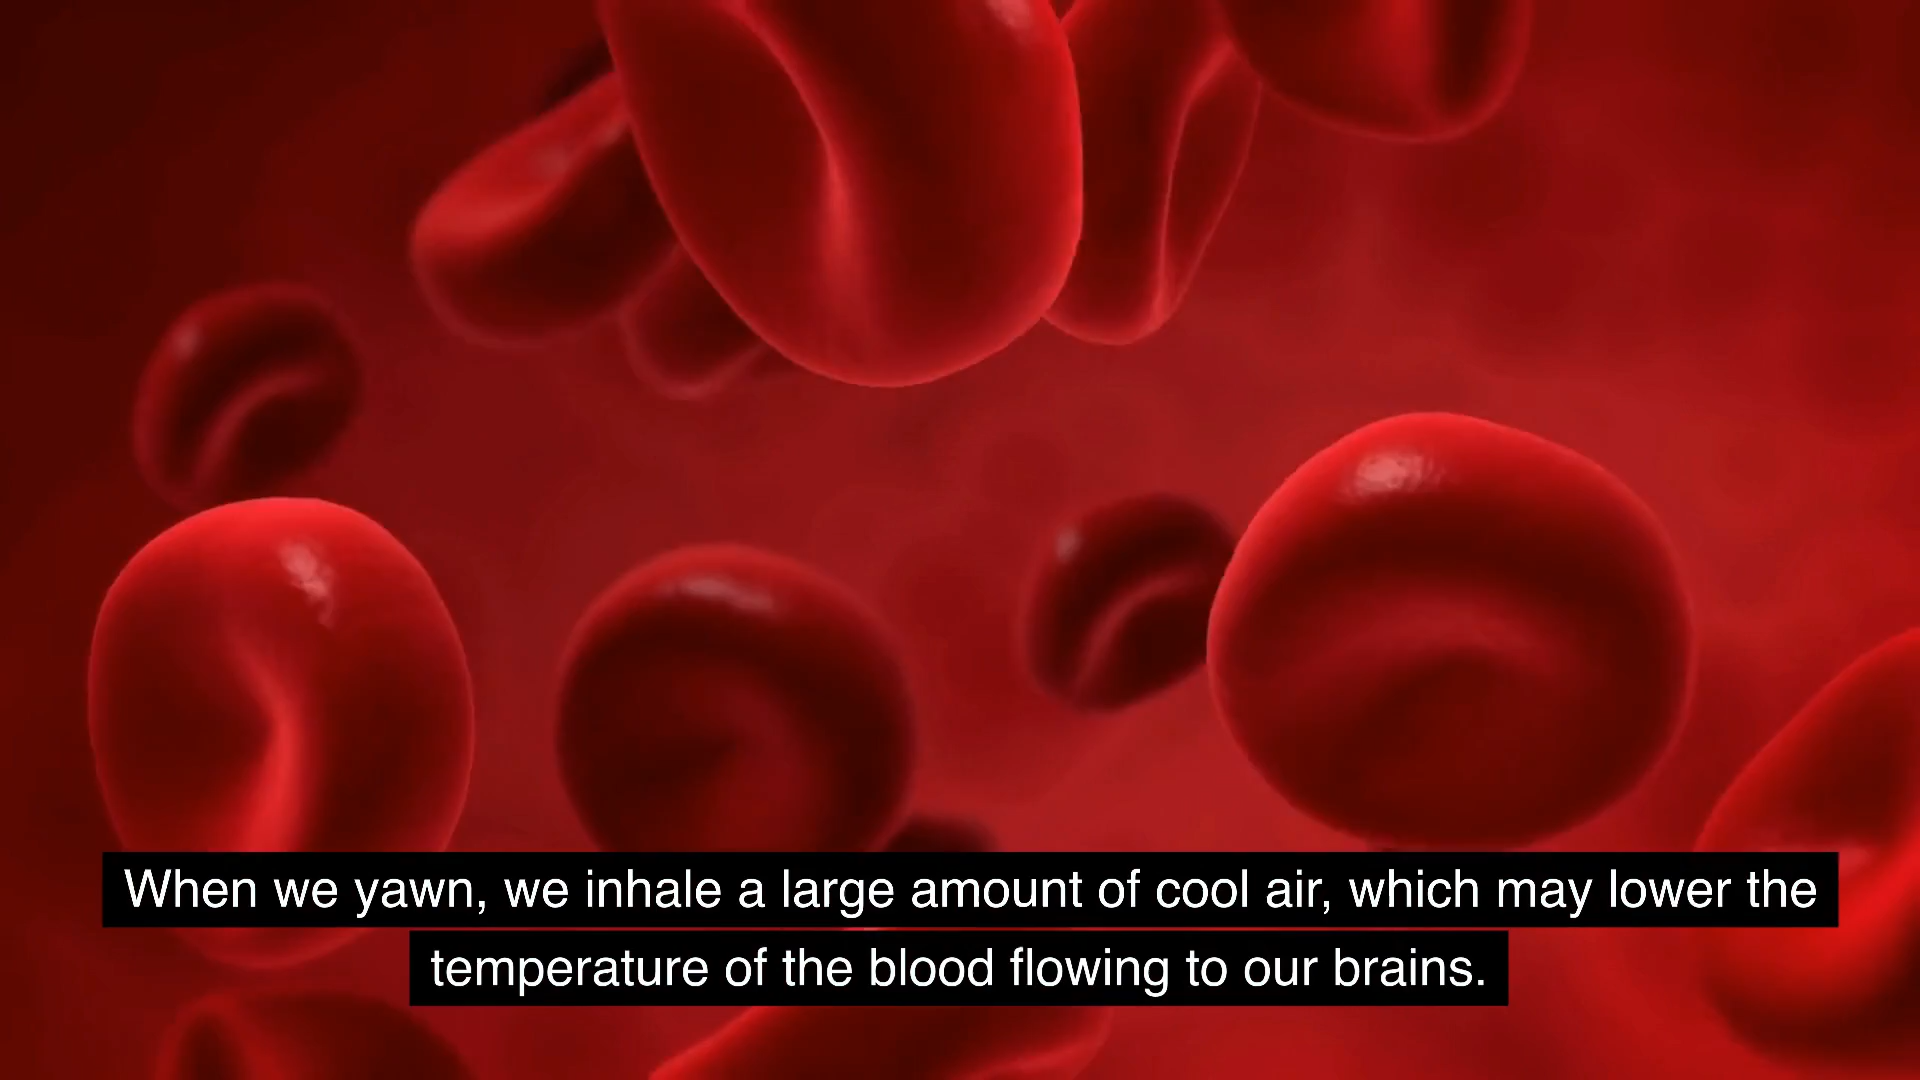 When we yawn, we inhale a large amount of cool air, which may lower the
temperature of the blood flowing to our brains.